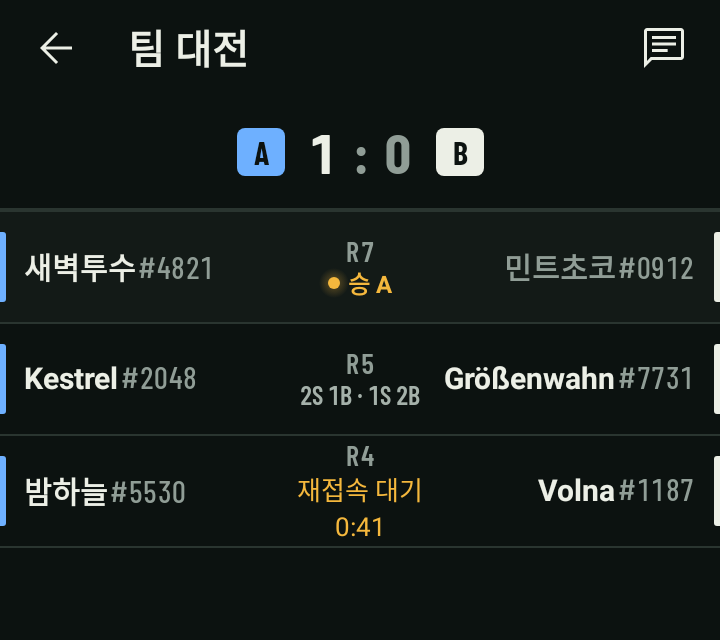 팀 대전
A 1 : 0 B
새벽투수#4821 R7 민트초코#0912
승 A
Kestrel#2048 R5 Größenwahn#7731
2S 1B · 1S 2B
밤하늘#5530 R4 Volna#1187
재접속 대기
0:41